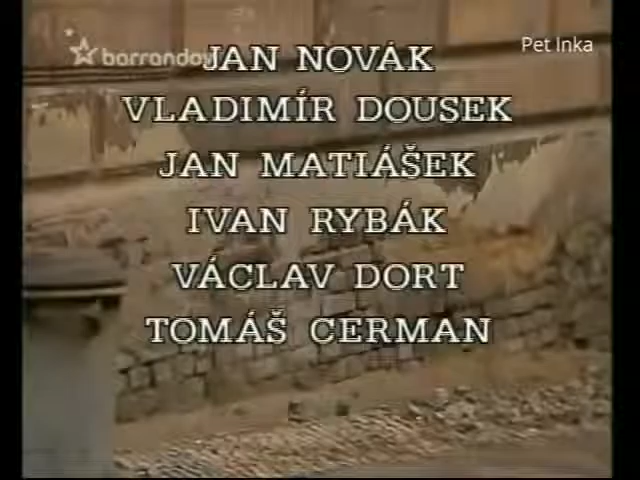 barrandov
Pet Inka
JAN NOVÁK
VLADIMÍR DOUSEK
JAN MATIÁŠEK
IVAN RYBÁK
VÁCLAV DORT
TOMÁŠ CERMAN